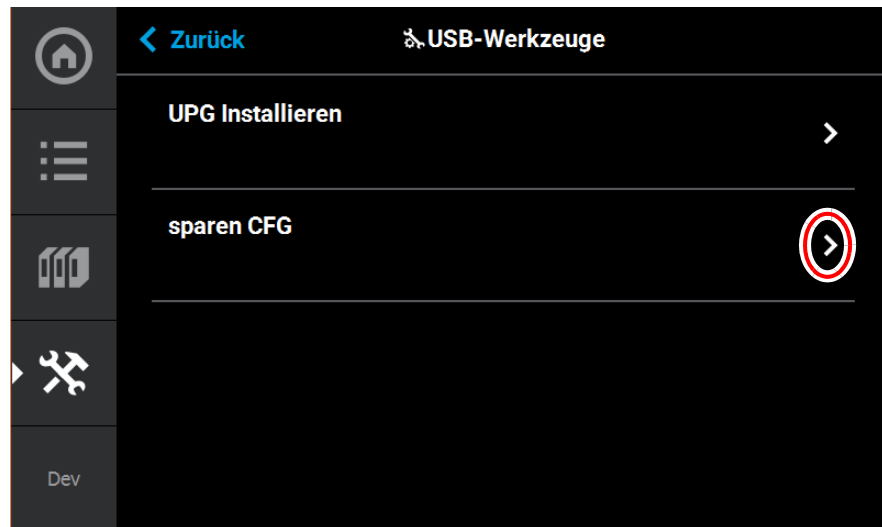 Zurück
USB-Werkzeuge
UPG Installieren
sparen CFG
Dev